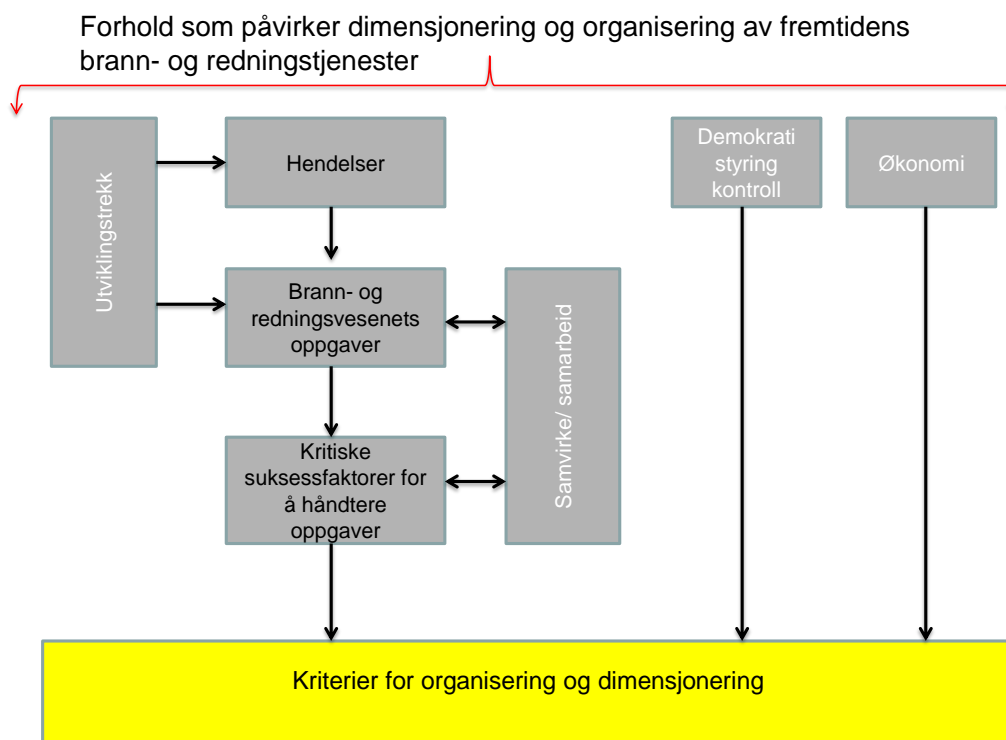 Forhold som påvirker dimensjonering og organisering av fremtidens
brann- og redningstjenester
Utviklingstrekk
Hendelser
Demokrati
styring
kontroll
Økonomi
Brann- og
redningsvesenets
oppgaver
Samvirke/ samarbeid
Kritiske
suksessfaktorer for
å håndtere
oppgaver
Kriterier for organisering og dimensjonering